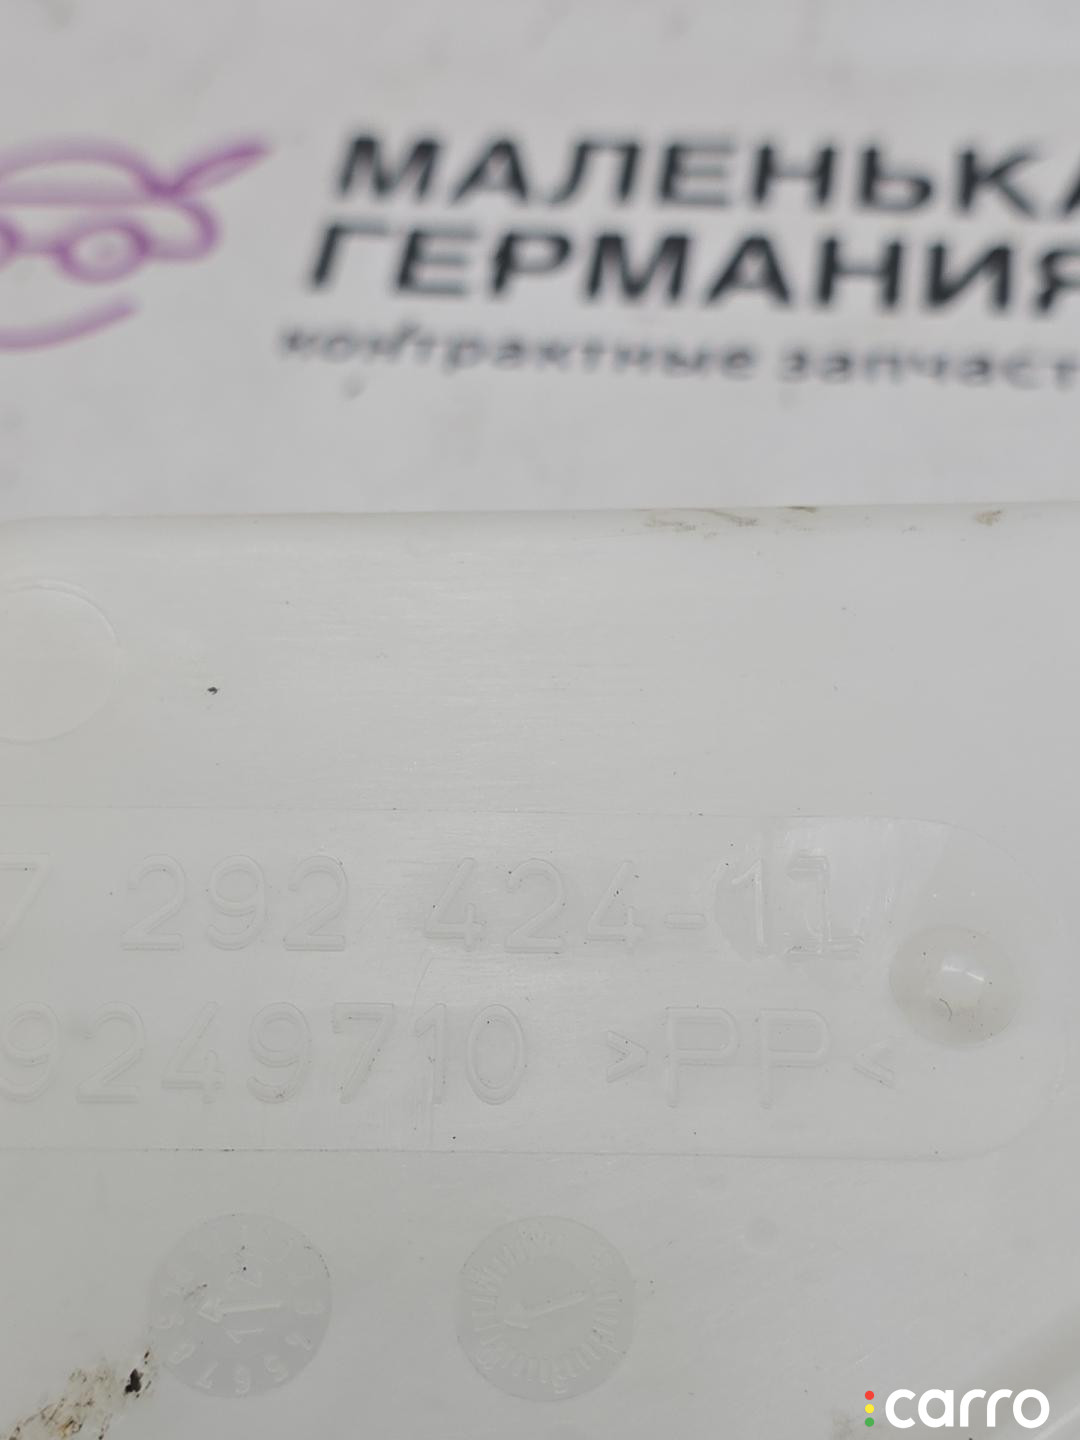 МАЛЕНЬКА
ГЕРМАНИЯ
контрактные запчаст
7 292 424-11
9249710 >PP<
carro